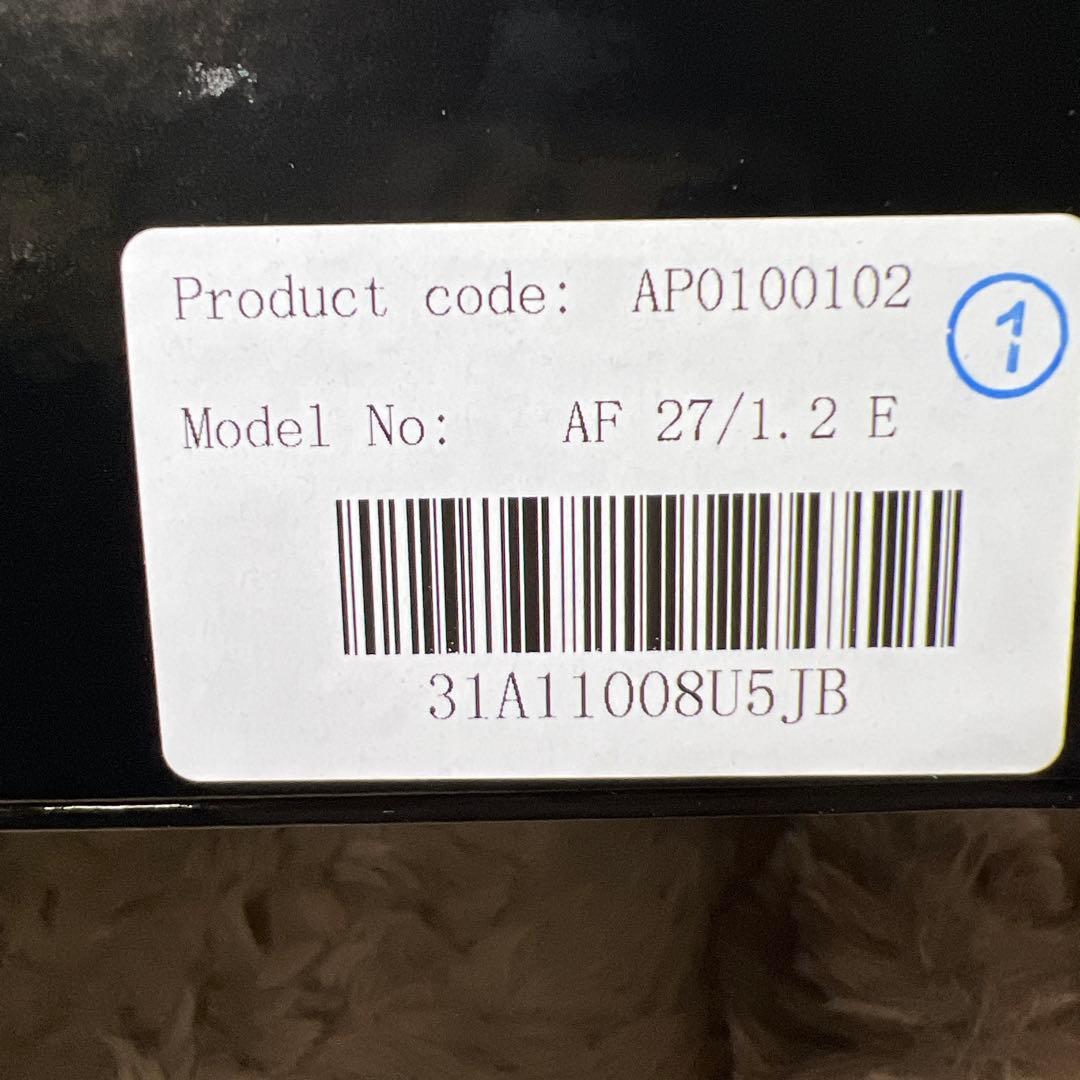 Product code: AP0100102
1
Model No: AF 27/1.2 E
31A11008U5JB